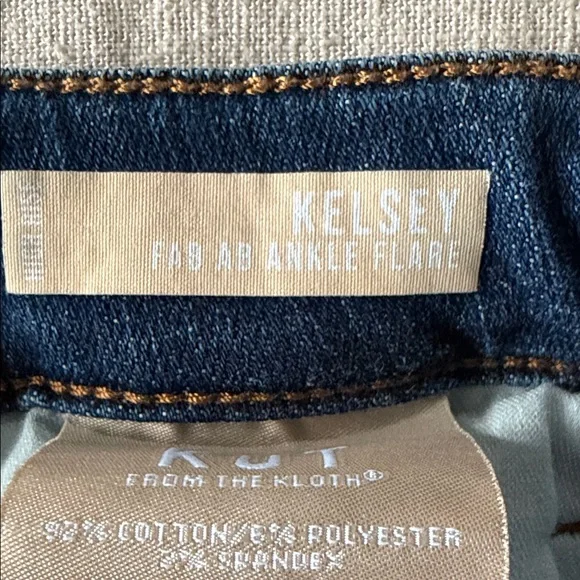 HIGH RISE
KELSEY
FAB AB ANKLE FLARE
KUT
FROM THE KLOTH®
92% COTTON/6% POLYESTER
2% SPANDEX